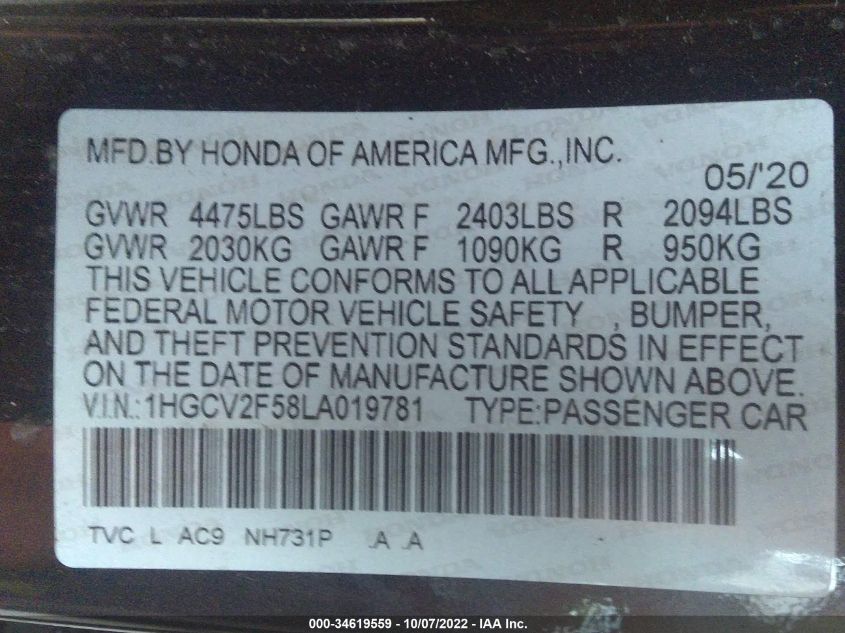 MFD.BY HONDA OF AMERICA MFG.,INC.
05/'20
GVWR 4475LBS GAWR F 2403LBS R 2094LBS
GVWR 2030KG GAWR F 1090KG R 950KG
THIS VEHICLE CONFORMS TO ALL APPLICABLE
FEDERAL MOTOR VEHICLE SAFETY , BUMPER,
AND THEFT PREVENTION STANDARDS IN EFFECT
ON THE DATE OF MANUFACTURE SHOWN ABOVE.
V.I.N.:1HGCV2F58LA019781 TYPE:PASSENGER CAR
TVC L AC9 NH731P .A .A
000-34619559 - 10/07/2022 - IAA Inc.